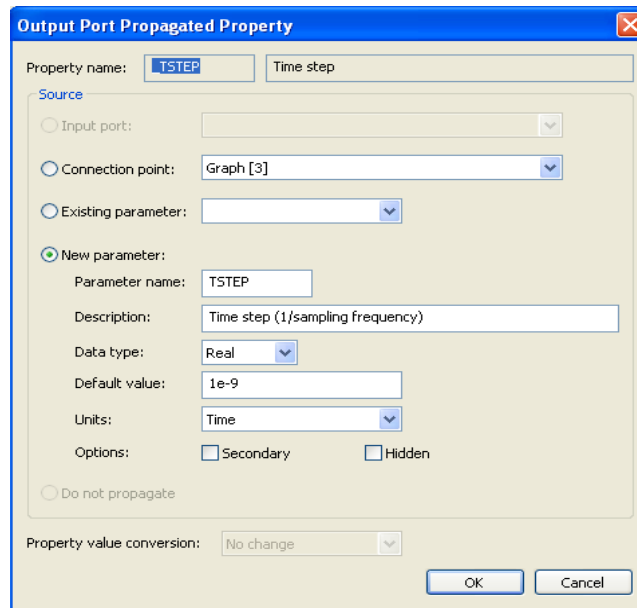 Output Port Propagated Property
Property name: _TSTEP Time step
Source
Input port:
Connection point: Graph [3]
Existing parameter:
New parameter:
Parameter name: TSTEP
Description: Time step (1/sampling frequency)
Data type: Real
Default value: 1e-9
Units: Time
Options: Secondary Hidden
Do not propagate
Property value conversion: No change
OK Cancel